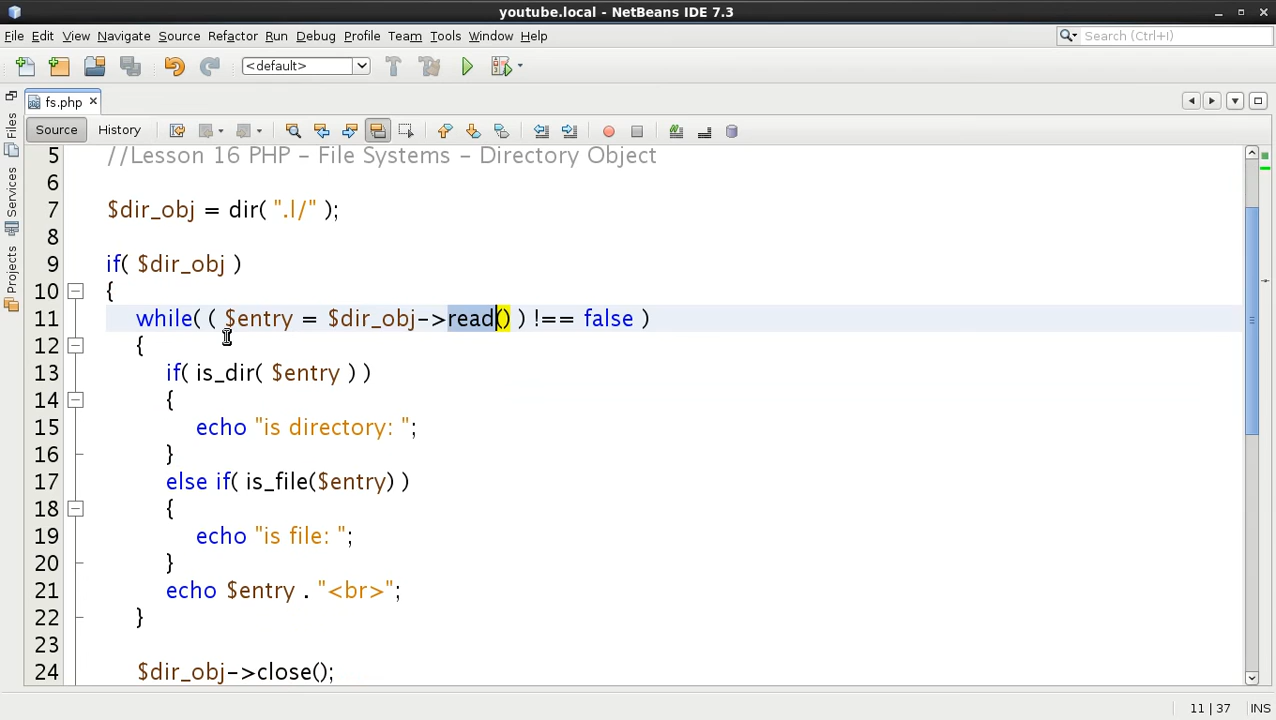 youtube.local - NetBeans IDE 7.3
File Edit View Navigate Source Refactor Run Debug Profile Team Tools Window Help
Search (Ctrl+I)
<default>
fs.php
Source History
Files
Services
Projects
5 //Lesson 16 PHP - File Systems - Directory Object
6
7 $dir_obj = dir( "./" );
8
9 if( $dir_obj )
10 {
11 while( ( $entry = $dir_obj->read() ) !== false )
12 {
13 if( is_dir( $entry ) )
14 {
15 echo "is directory: ";
16 }
17 else if( is_file($entry) )
18 {
19 echo "is file: ";
20 }
21 echo $entry . "<br>";
22 }
23
24 $dir_obj->close();
11 | 37 INS